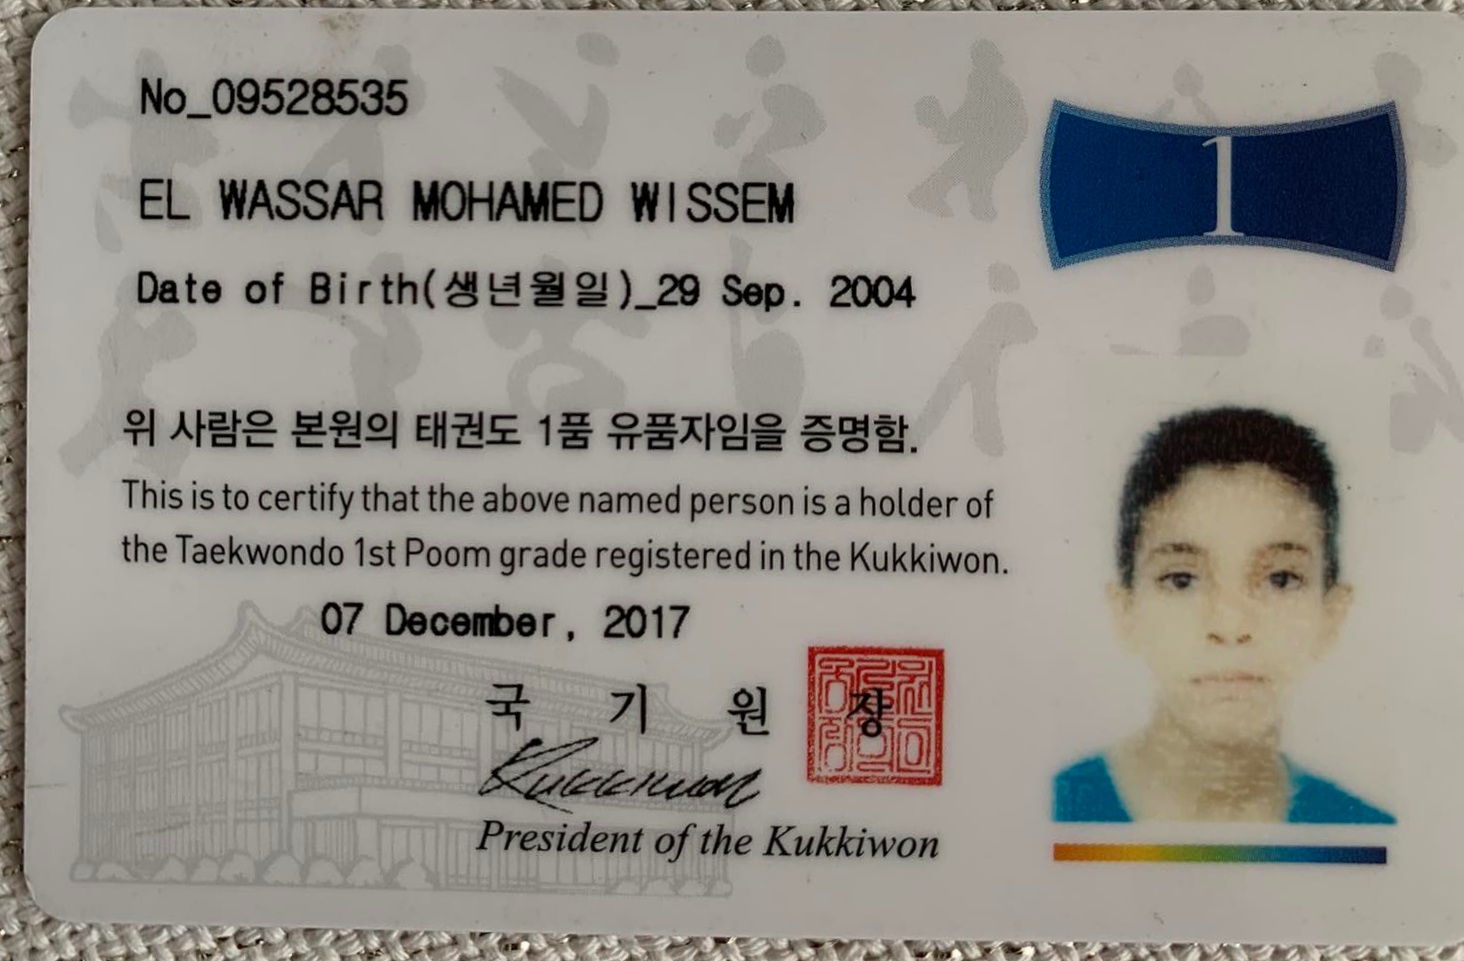 No_09528535
1
EL WASSAR MOHAMED WISSEM
Date of Birth(생년월일)_29 Sep. 2004
위 사람은 본원의 태권도 1품 유품자임을 증명함.
This is to certify that the above named person is a holder of
the Taekwondo 1st Poom grade registered in the Kukkiwon.
07 December, 2017
국 기 원 장
Kukkiwon
President of the Kukkiwon